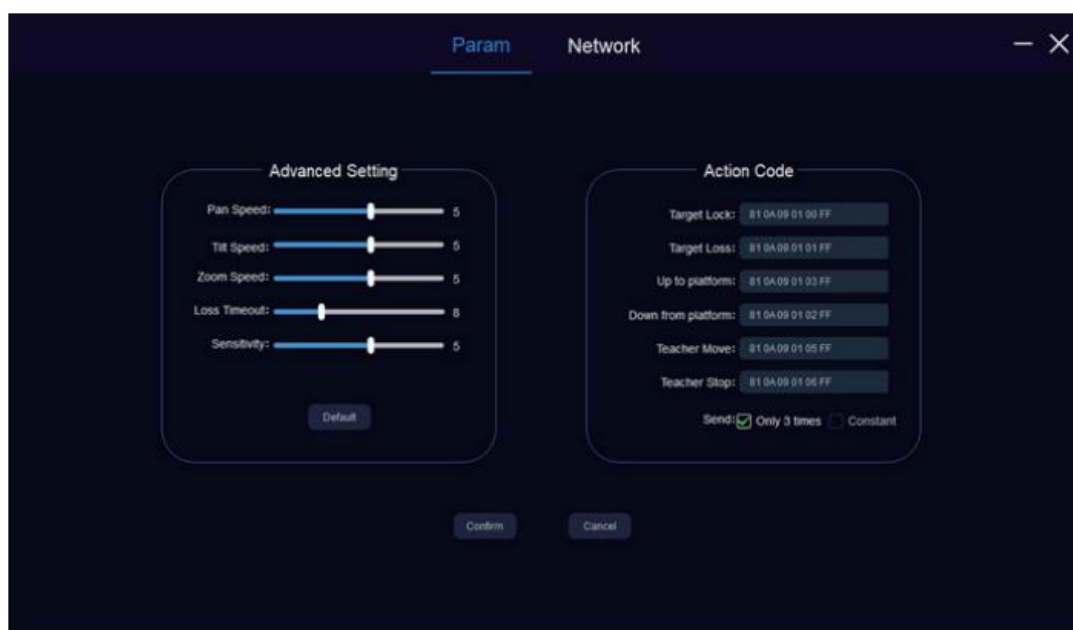 Param Network
Advanced Setting
Pan Speed: 5
Tilt Speed: 5
Zoom Speed: 5
Loss Timeout: 8
Sensitivity: 5
Default
Action Code
Target Lock: 81 0A 09 01 00 FF
Target Loss: 81 0A 09 01 01 FF
Up to platform: 81 0A 09 01 03 FF
Down from platform: 81 0A 09 01 02 FF
Teacher Move: 81 0A 09 01 05 FF
Teacher Stop: 81 0A 09 01 06 FF
Send: Only 3 times Constant
Confirm Cancel